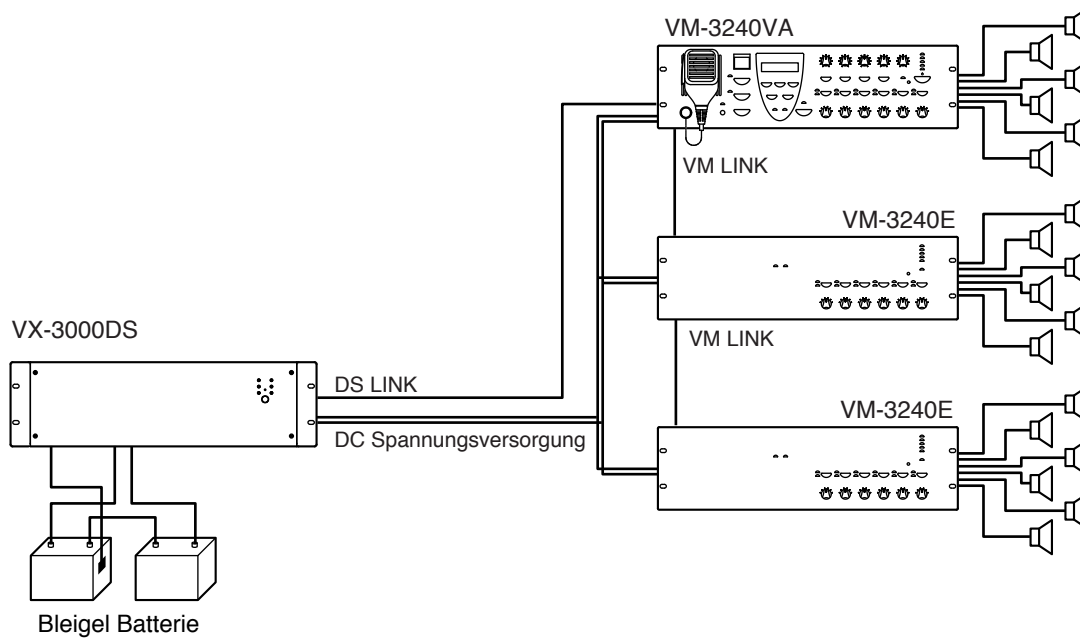 VM-3240VA
VM LINK
VM-3240E
VX-3000DS
VM LINK
DS LINK
VM-3240E
DC Spannungsversorgung
Bleigel Batterie